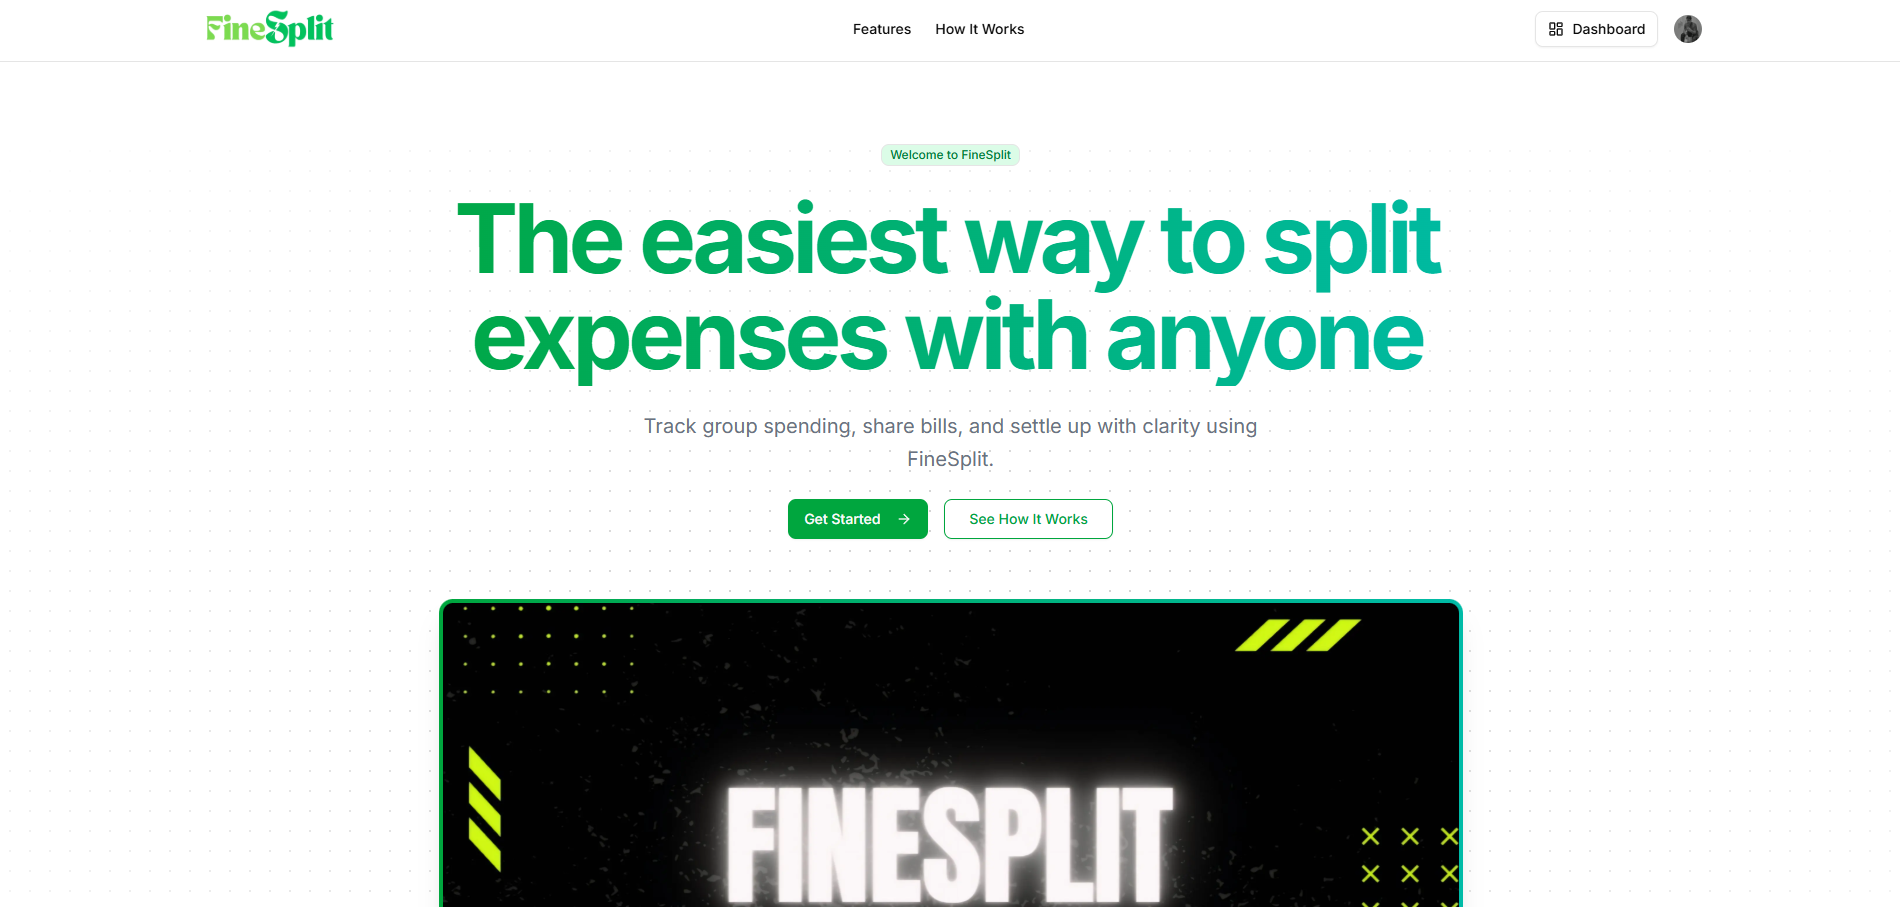 FineSplit
Features
How It Works
Dashboard
Welcome to FineSplit
The easiest way to split
expenses with anyone
Track group spending, share bills, and settle up with clarity using
FineSplit.
Get Started
See How It Works
FINESPLIT